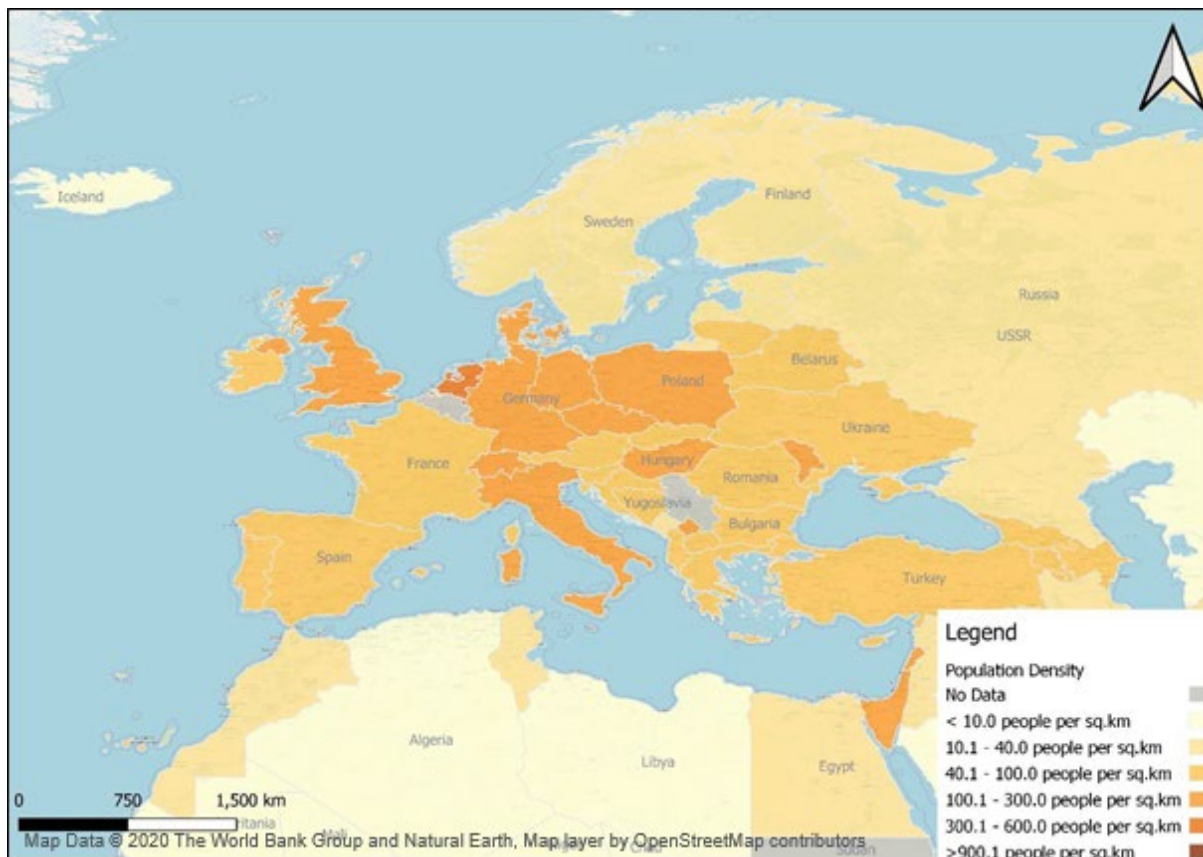 Iceland
Finland
Sweden
Russia
USSR
Belarus
Poland
Germany
Ukraine
France
Hungary
Romania
Yugoslavia
Bulgaria
Spain
Turkey
Algeria
Libya
Egypt
Legend
Population Density
No Data
< 10.0 people per sq.km
10.1 - 40.0 people per sq.km
40.1 - 100.0 people per sq.km
100.1 - 300.0 people per sq.km
300.1 - 600.0 people per sq.km
>900.1 people per sq.km
0 750 1,500 km
ritania
Mali
Chad
Sudan
Map Data © 2020 The World Bank Group and Natural Earth, Map layer by OpenStreetMap contributors